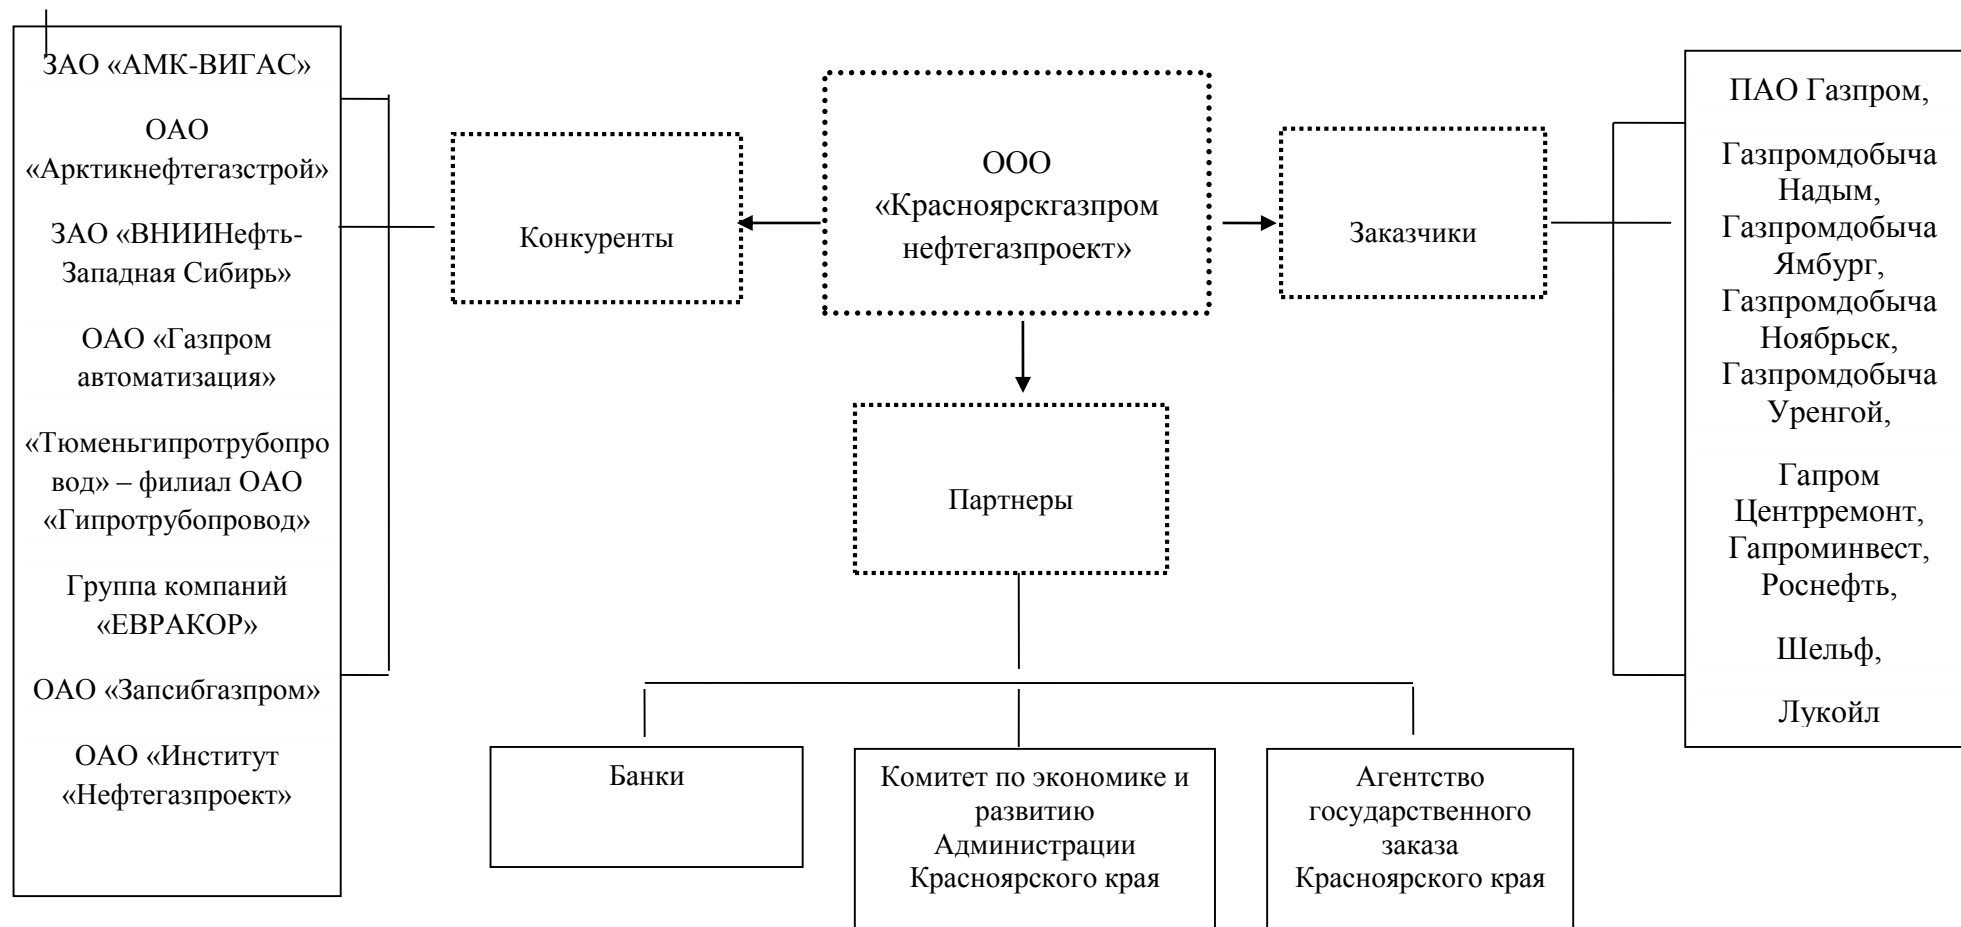 ЗАО «АМК-ВИГАС»
ОАО
«Арктикнефтегазстрой»
ЗАО «ВНИИНефть-
Западная Сибирь»
ОАО «Газпром
автоматизация»
«Тюменьгипротрубопро
вод» – филиал ОАО
«Гипротрубопровод»
Группа компаний
«ЕВРАКОР»
ОАО «Запсибгазпром»
ОАО «Институт
«Нефтегазпроект»
Конкуренты
ООО
«Красноярскгазпром
нефтегазпроект»
Заказчики
Партнеры
Банки
Комитет по экономике и
развитию
Администрации
Красноярского края
Агентство
государственного
заказа
Красноярского края
ПАО Газпром,
Газпромдобыча
Надым,
Газпромдобыча
Ямбург,
Газпромдобыча
Ноябрьск,
Газпромдобыча
Уренгой,
Гапром
Центрремонт,
Гапроминвест,
Роснефть,
Шельф,
Лукойл